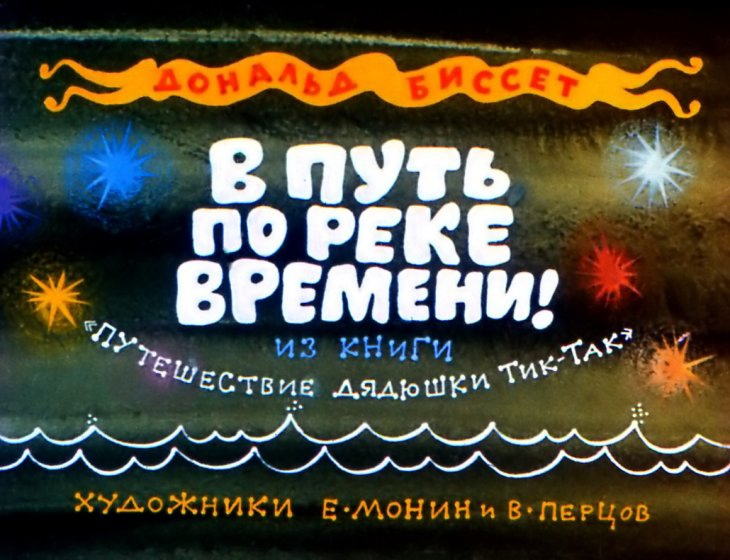 ДОНАЛЬД БИССЕТ
В ПУТЬ
ПО РЕКЕ
ВРЕМЕНИ!
ИЗ КНИГИ
«ПУТЕШЕСТВИЕ ДЯДЮШКИ ТИК-ТАК»
ХУДОЖНИКИ Е·МОНИН и В·ПЕРЦОВ